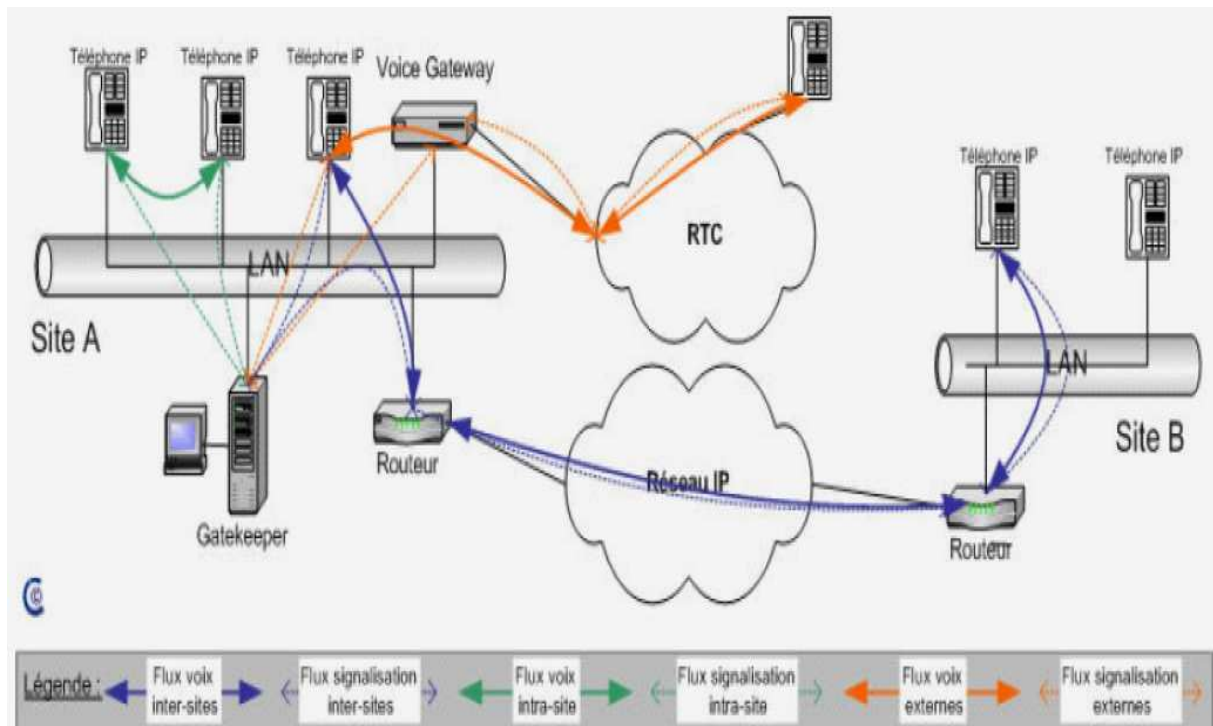 Téléphone IP
Téléphone IP
Téléphone IP
Voice Gateway
Téléphone IP
Téléphone IP
RTC
LAN
Site A
LAN
Site B
Routeur
Réseau IP
Gatekeeper
Routeur
©
Légende :
Flux voix
inter-sites
Flux signalisation
inter-sites
Flux voix
intra-site
Flux signalisation
intra-site
Flux voix
externes
Flux signalisation
externes